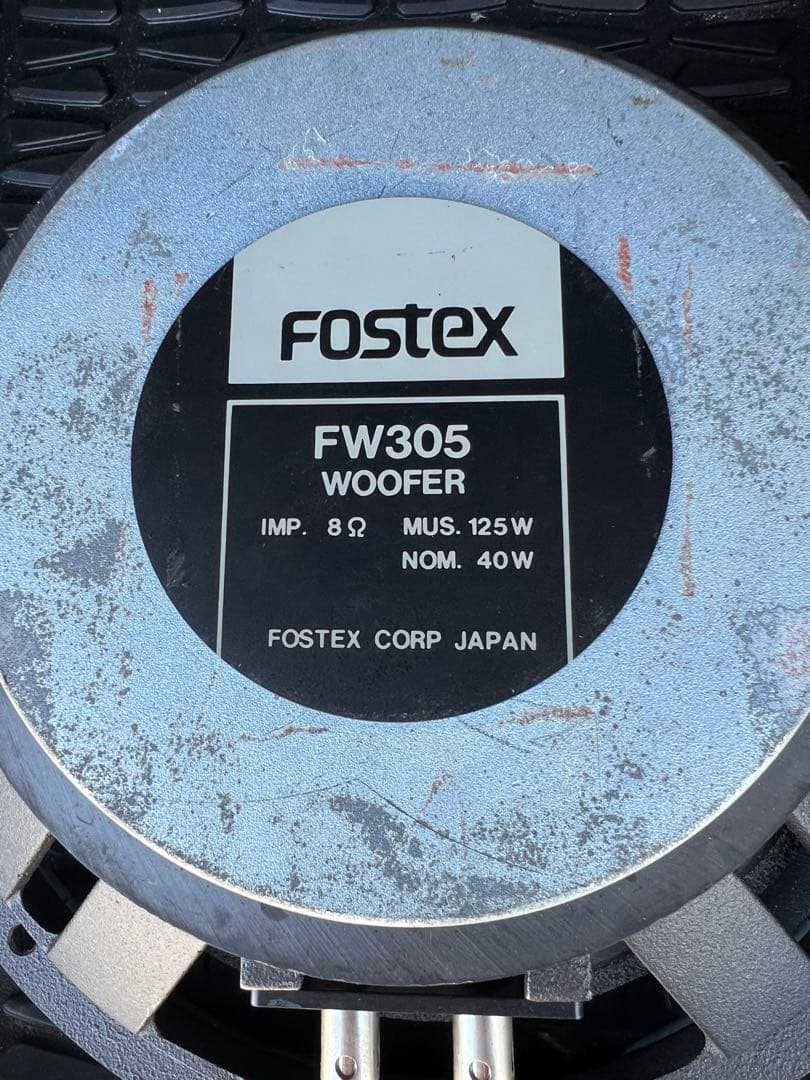 Fostex
FW305
WOOFER
IMP. 8Ω MUS. 125W
NOM. 40W
FOSTEX CORP JAPAN